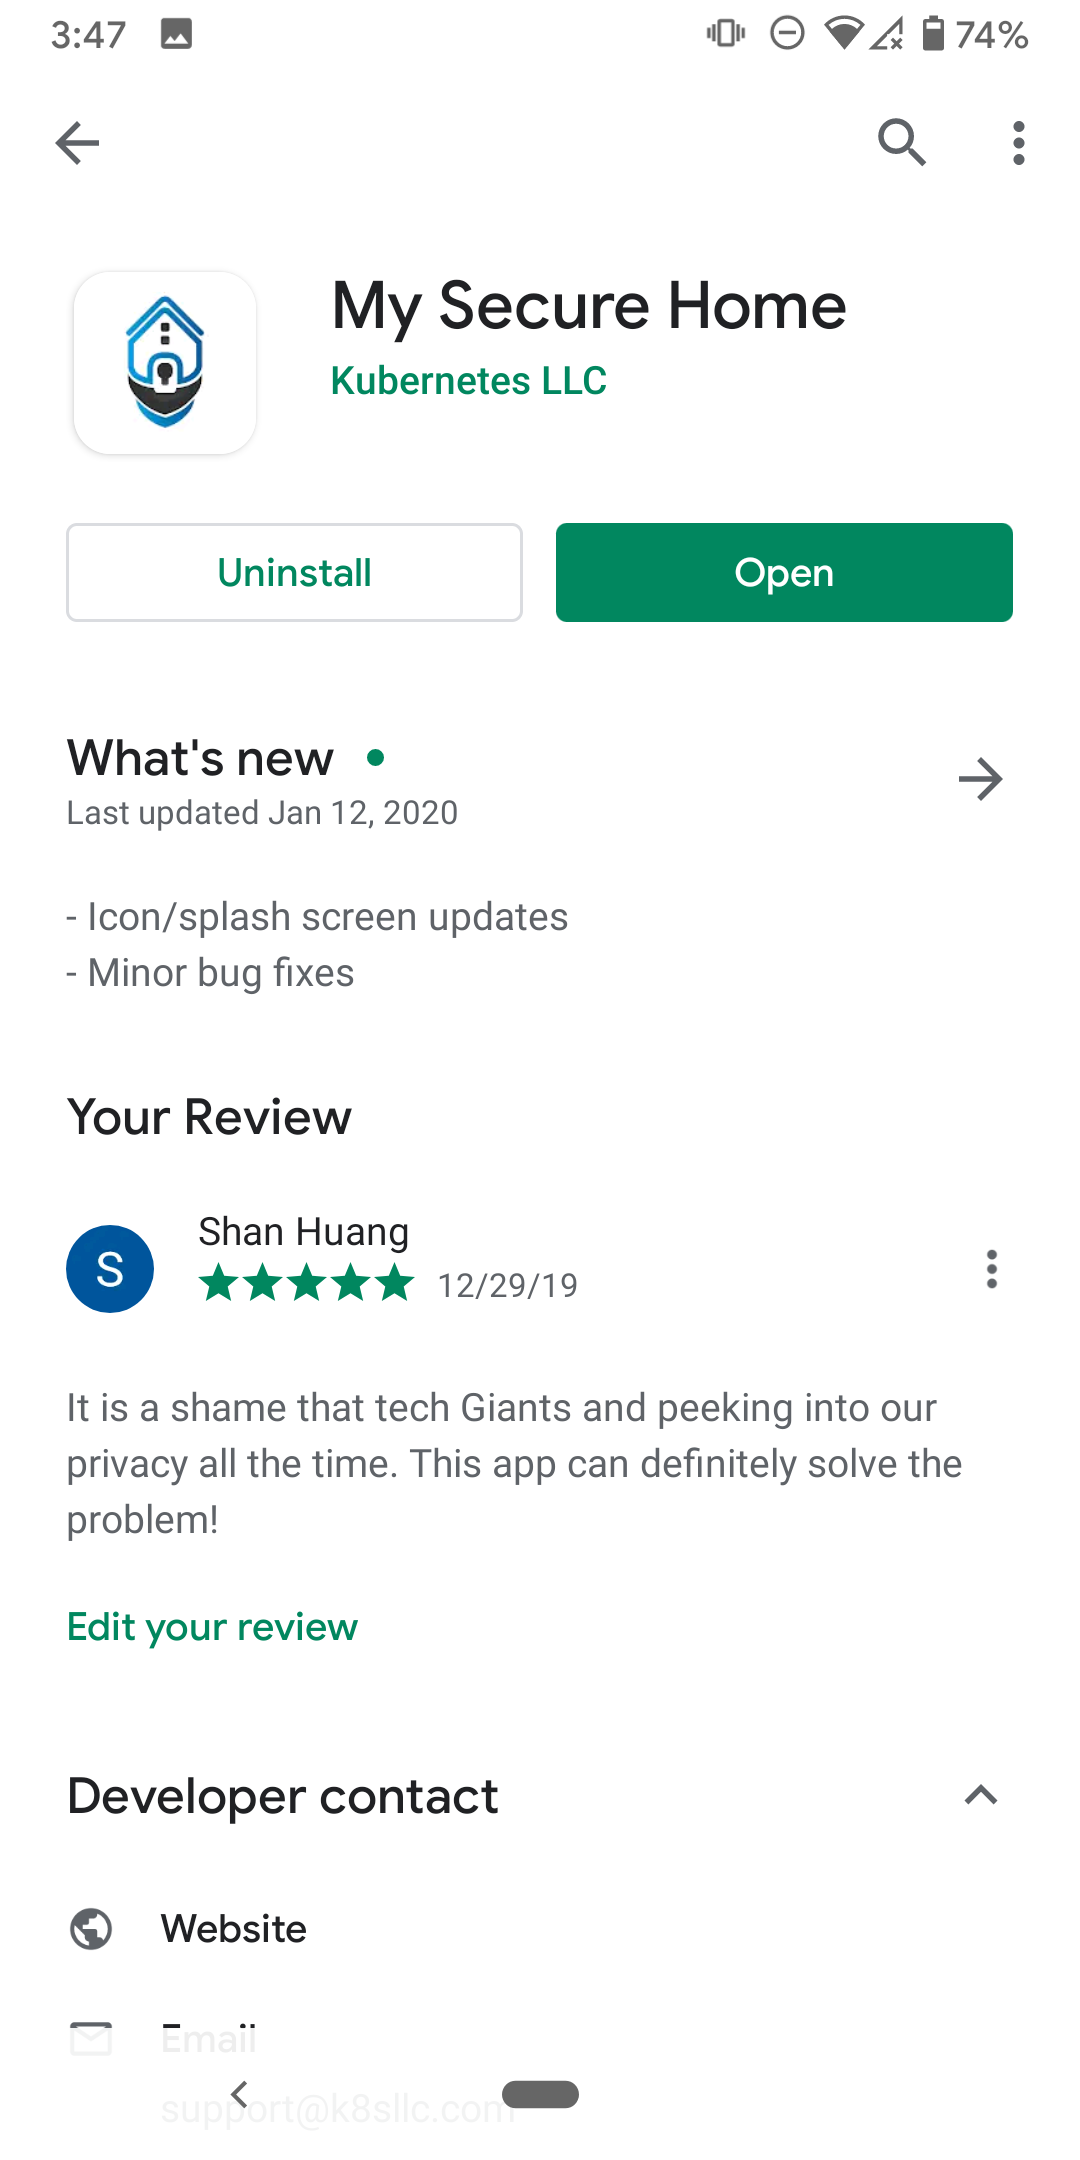 3:47
74%
My Secure Home
Kubernetes LLC
Uninstall
Open
What's new
Last updated Jan 12, 2020
- Icon/splash screen updates
- Minor bug fixes
Your Review
S
Shan Huang
12/29/19
It is a shame that tech Giants and peeking into our
privacy all the time. This app can definitely solve the
problem!
Edit your review
Developer contact
Website
Email
support@k8sllc.com